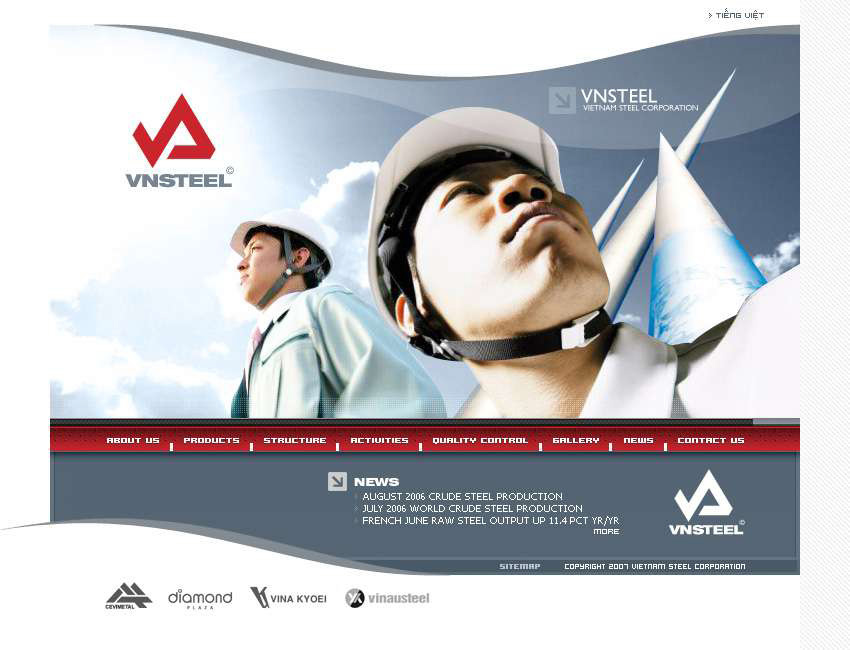 TIẾNG VIỆT
VNSTEEL
VIETNAM STEEL CORPORATION
VNSTEEL©
ABOUT US PRODUCTS STRUCTURE ACTIVITIES QUALITY CONTROL GALLERY NEWS CONTACT US
NEWS
AUGUST 2006 CRUDE STEEL PRODUCTION
JULY 2006 WORLD CRUDE STEEL PRODUCTION
FRENCH JUNE RAW STEEL OUTPUT UP 11.4 PCT YR/YR
MORE
VNSTEEL©
SITEMAP COPYRIGHT 2007 VIETNAM STEEL CORPORATION
CEVIMETAL diamond PLAZA VINA KYOEI vinausteel